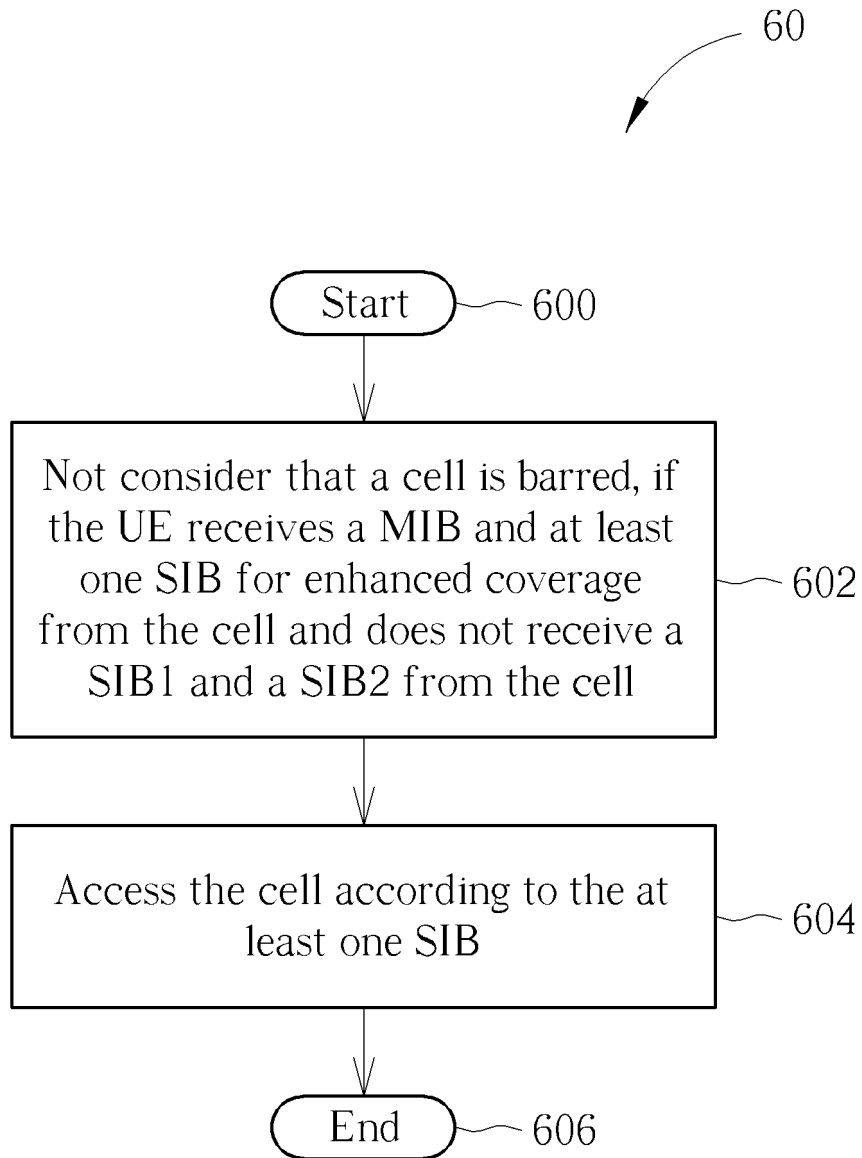 60
Start
600
Not consider that a cell is barred, if
the UE receives a MIB and at least
one SIB for enhanced coverage
from the cell and does not receive a
SIB1 and a SIB2 from the cell
602
Access the cell according to the at
least one SIB
604
End
606